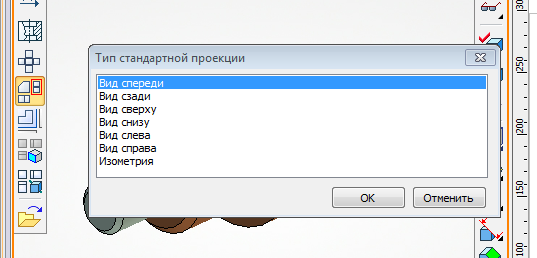 Тип стандартной проекции
Вид спереди
Вид сзади
Вид сверху
Вид снизу
Вид слева
Вид справа
Изометрия
OK
Отменить
300
250
200
150
100